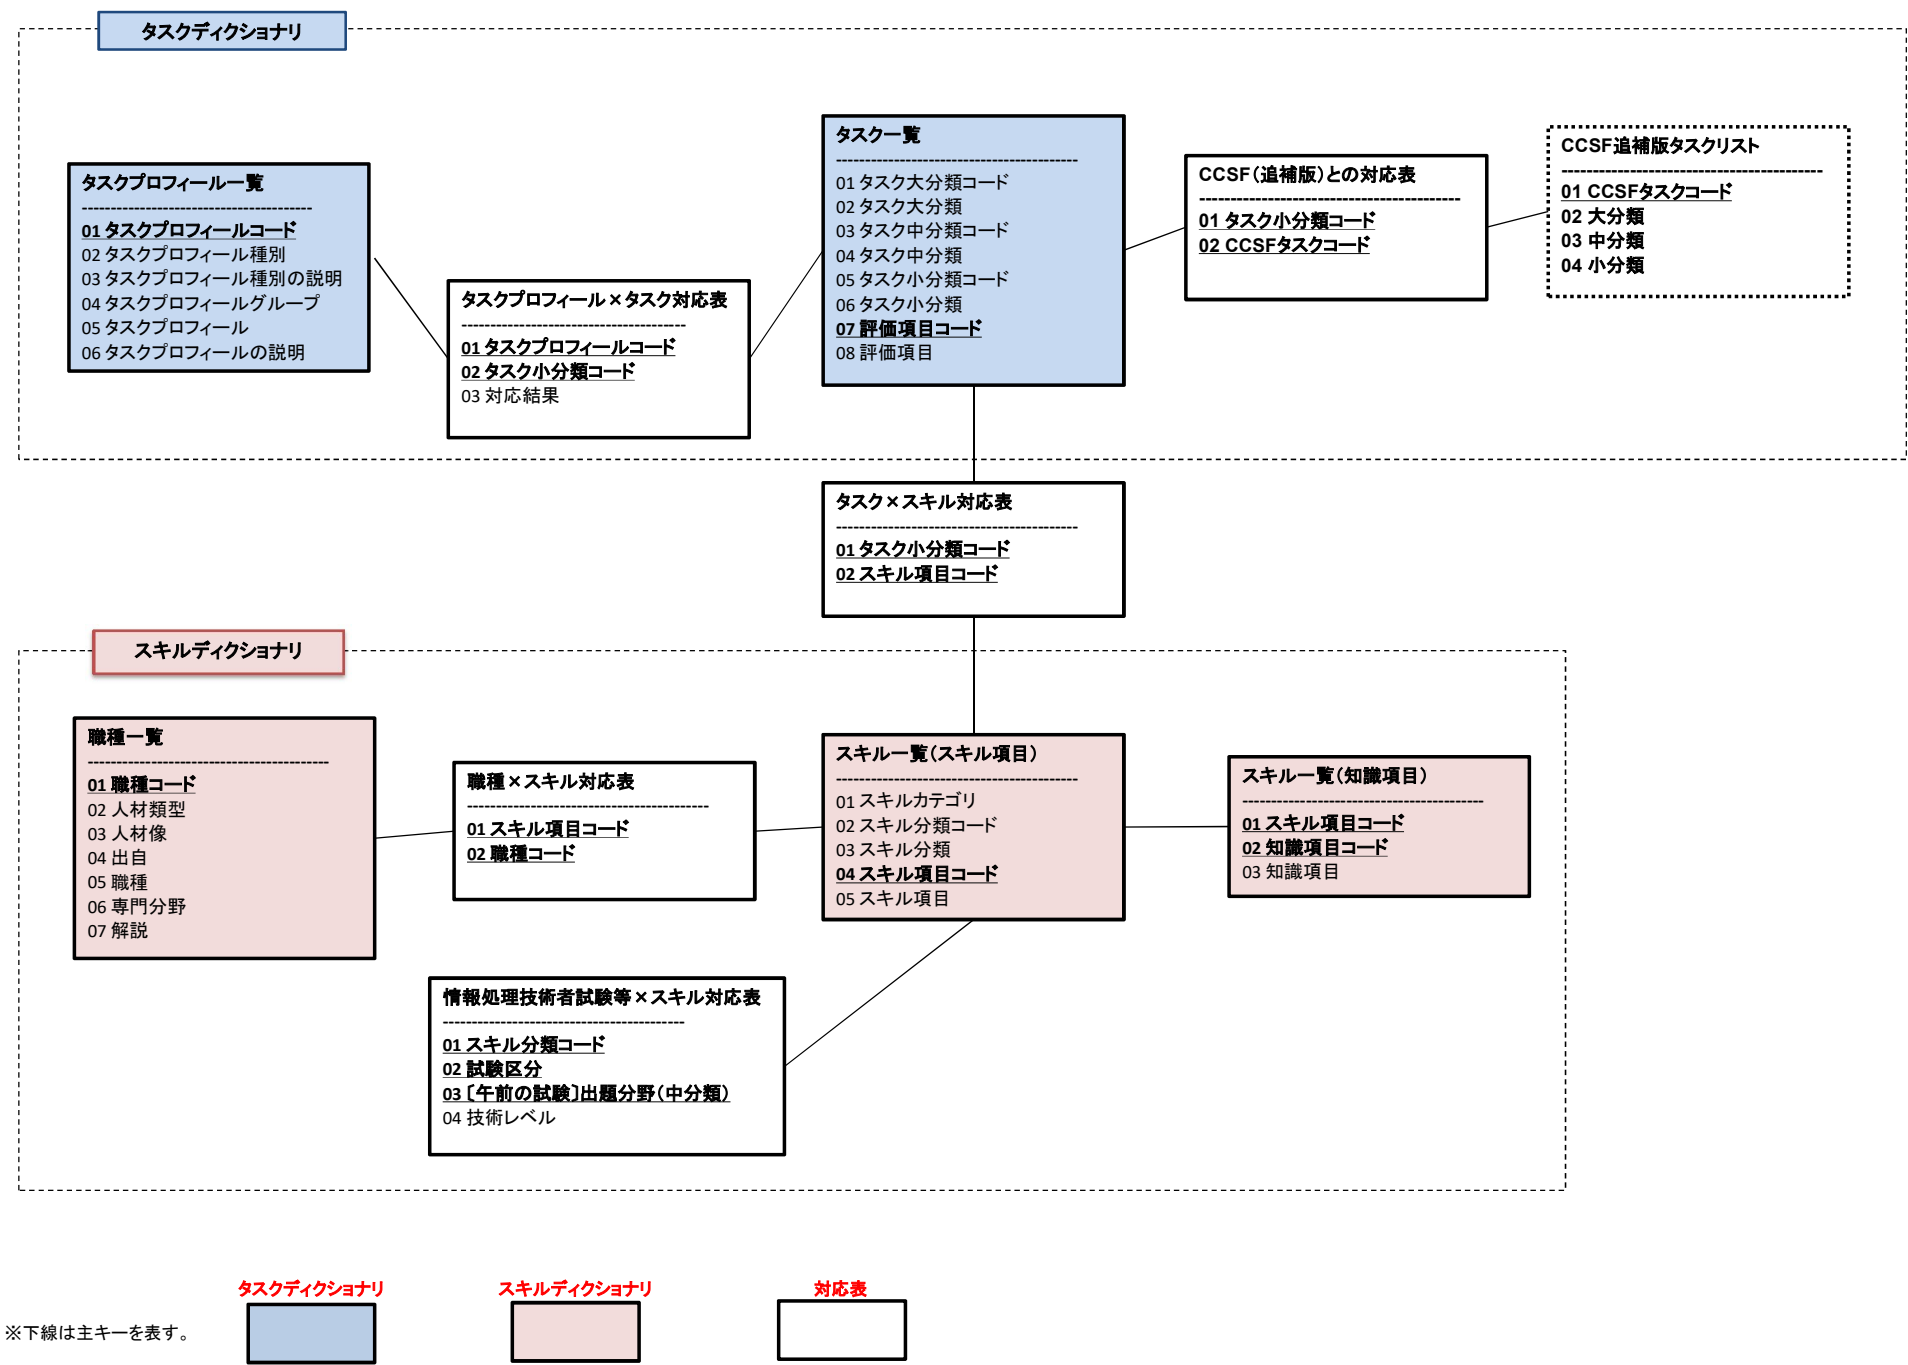 タスクディクショナリ
タスクプロフィール一覧
01 タスクプロフィールコード
02 タスクプロフィール種別
03 タスクプロフィール種別の説明
04 タスクプロフィールグループ
05 タスクプロフィール
06 タスクプロフィールの説明
タスクプロフィール×タスク対応表
01 タスクプロフィールコード
02 タスク小分類コード
03 対応結果
タスク一覧
01 タスク大分類コード
02 タスク大分類
03 タスク中分類コード
04 タスク中分類
05 タスク小分類コード
06 タスク小分類
07 評価項目コード
08 評価項目
CCSF（追補版）との対応表
01 タスク小分類コード
02 CCSFタスクコード
CCSF追補版タスクリスト
01 CCSFタスクコード
02 大分類
03 中分類
04 小分類
タスク×スキル対応表
01 タスク小分類コード
02 スキル項目コード
スキルディクショナリ
職種一覧
01 職種コード
02 人材類型
03 人材像
04 出自
05 職種
06 専門分野
07 解説
職種×スキル対応表
01 スキル項目コード
02 職種コード
スキル一覧（スキル項目）
01 スキルカテゴリ
02 スキル分類コード
03 スキル分類
04 スキル項目コード
05 スキル項目
スキル一覧（知識項目）
01 スキル項目コード
02 知識項目コード
03 知識項目
情報処理技術者試験等×スキル対応表
01 スキル分類コード
02 試験区分
03 〔午前の試験〕出題分野（中分類）
04 技術レベル
タスクディクショナリ
スキルディクショナリ
対応表
※下線は主キーを表す。